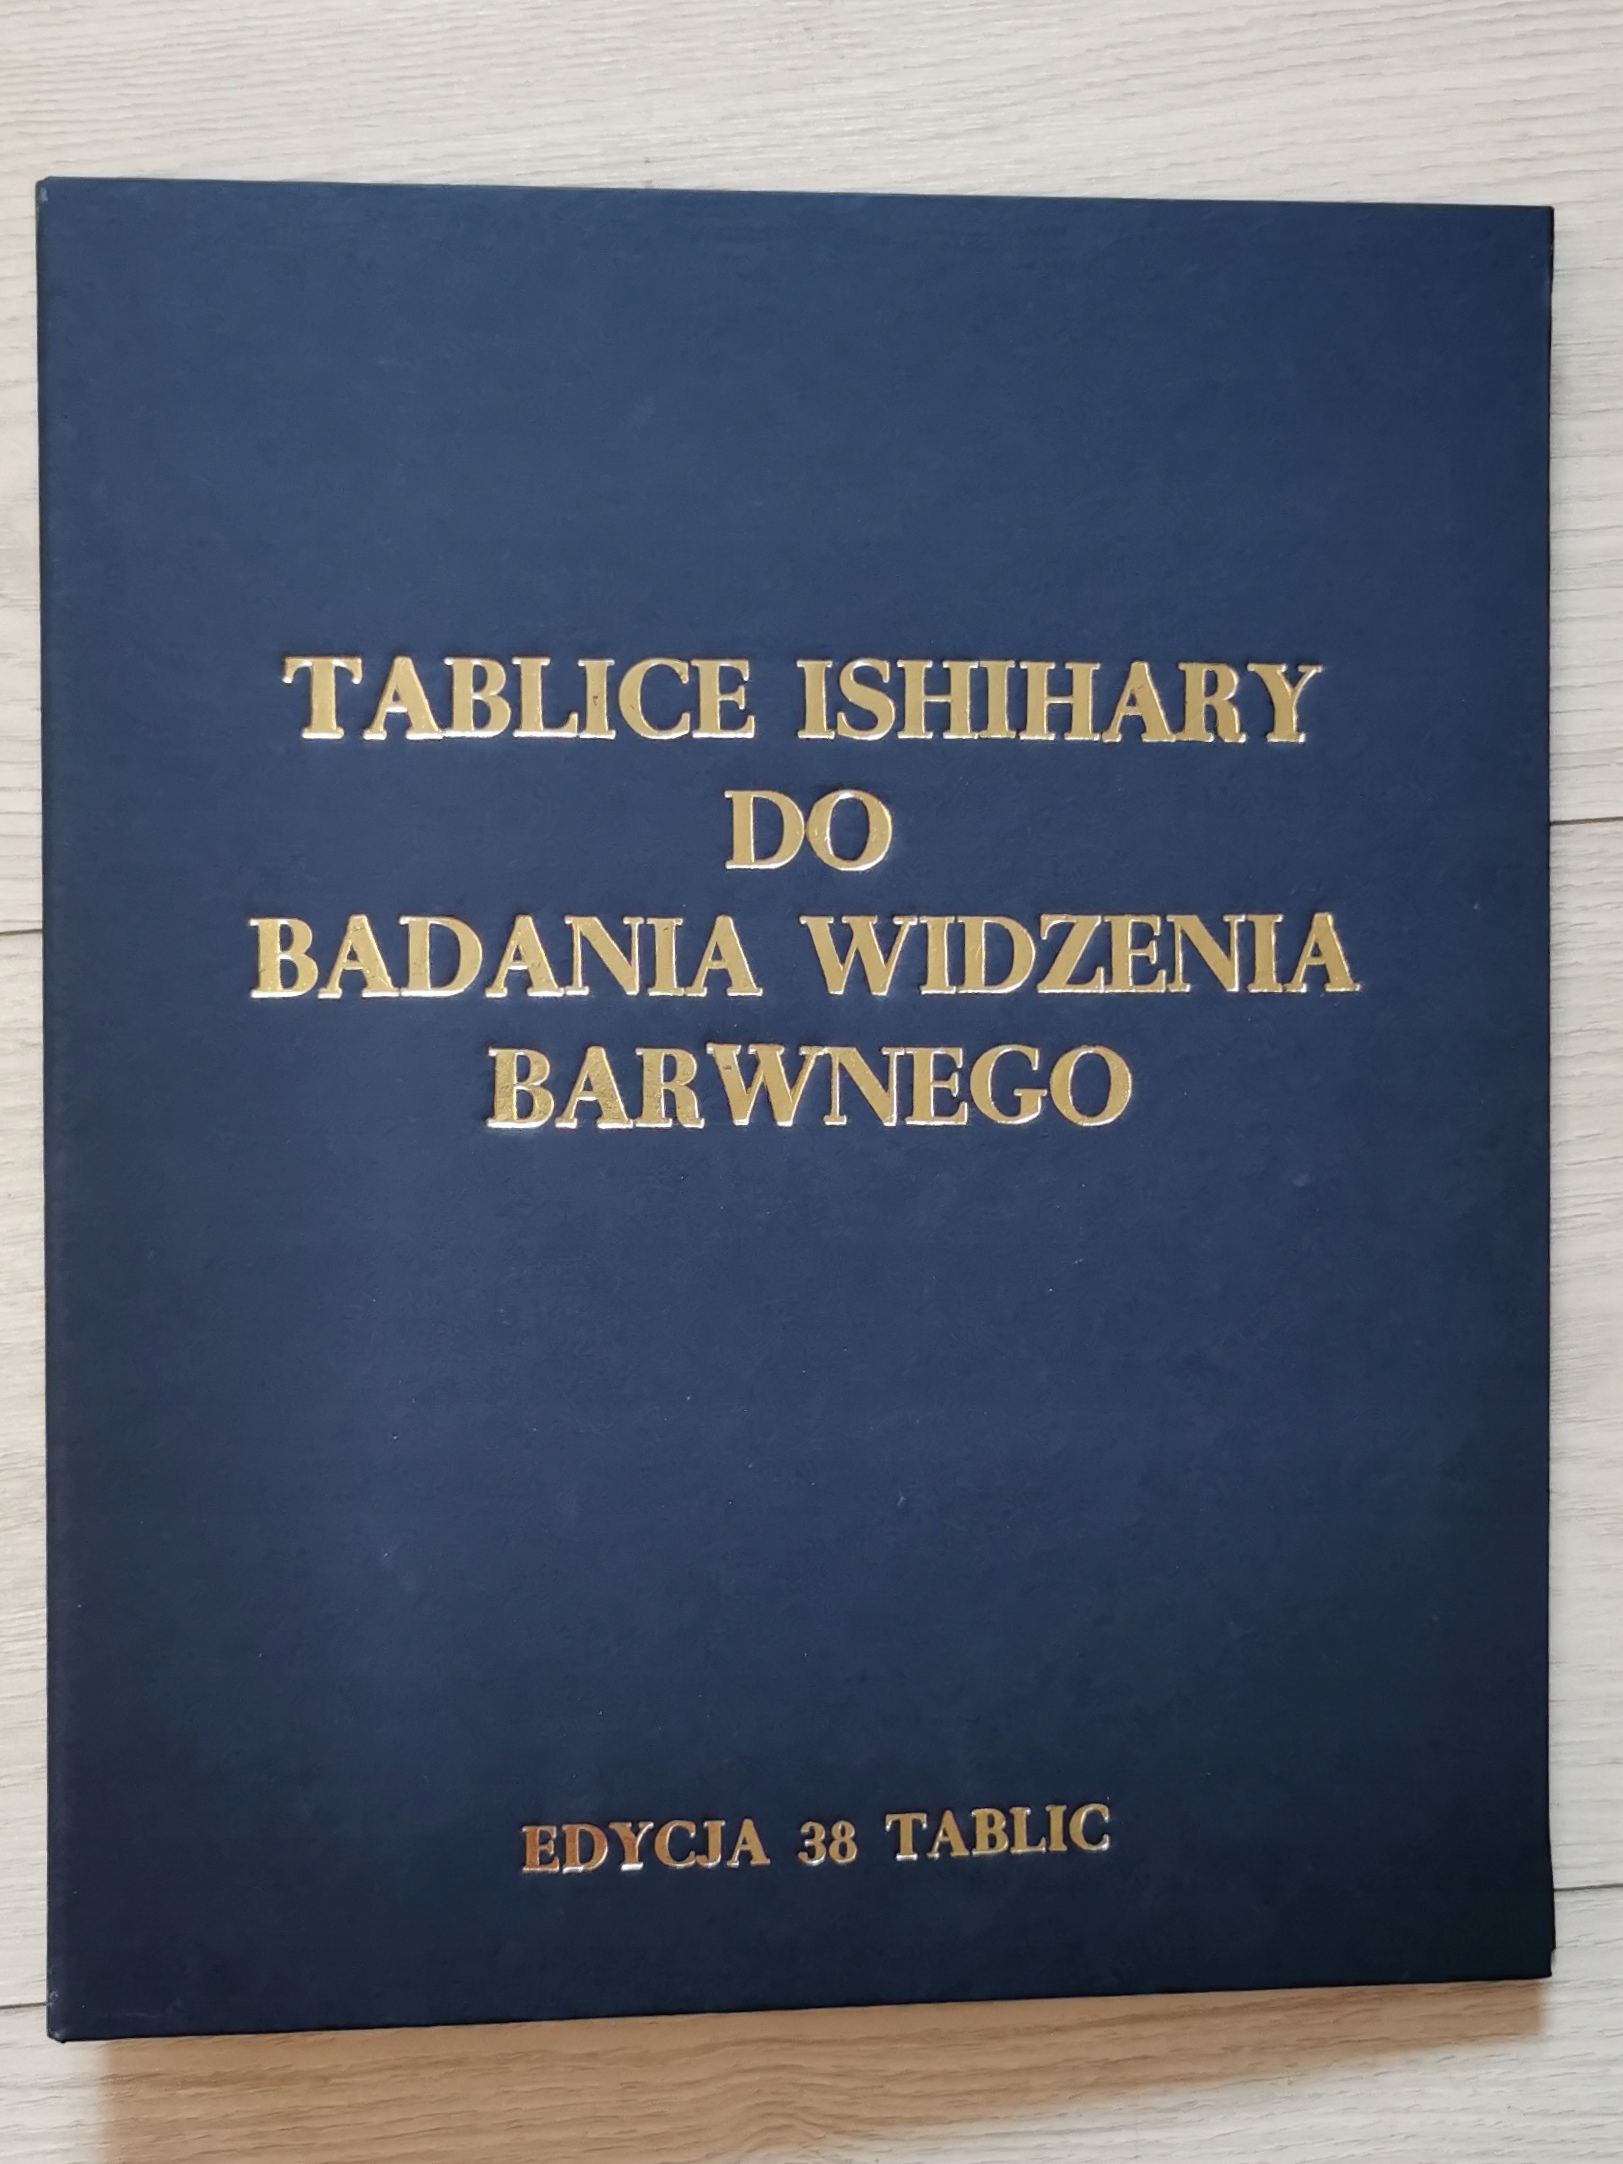 TABLICE ISHIHARY
DO
BADANIA WIDZENIA
BARWNEGO
EDYCJA 38 TABLIC